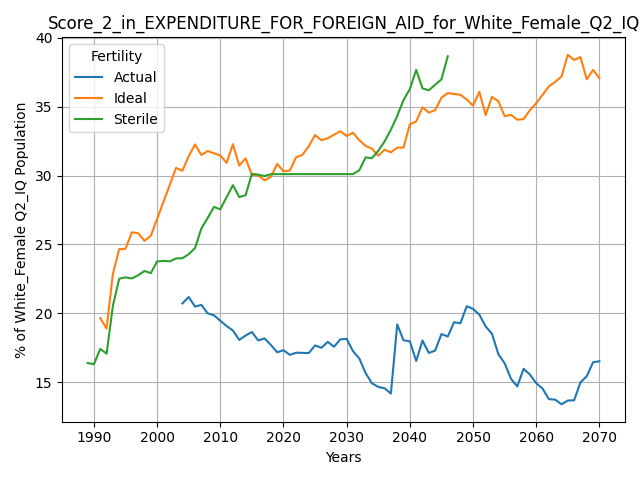 Score_2_in_EXPENDITURE_FOR_FOREIGN_AID_for_White_Female_Q2_IQ
% of White_Female Q2_IQ Population
40
35
30
25
20
15
Fertility
Actual
Ideal
Sterile
1990 2000 2010 2020 2030 2040 2050 2060 2070
Years